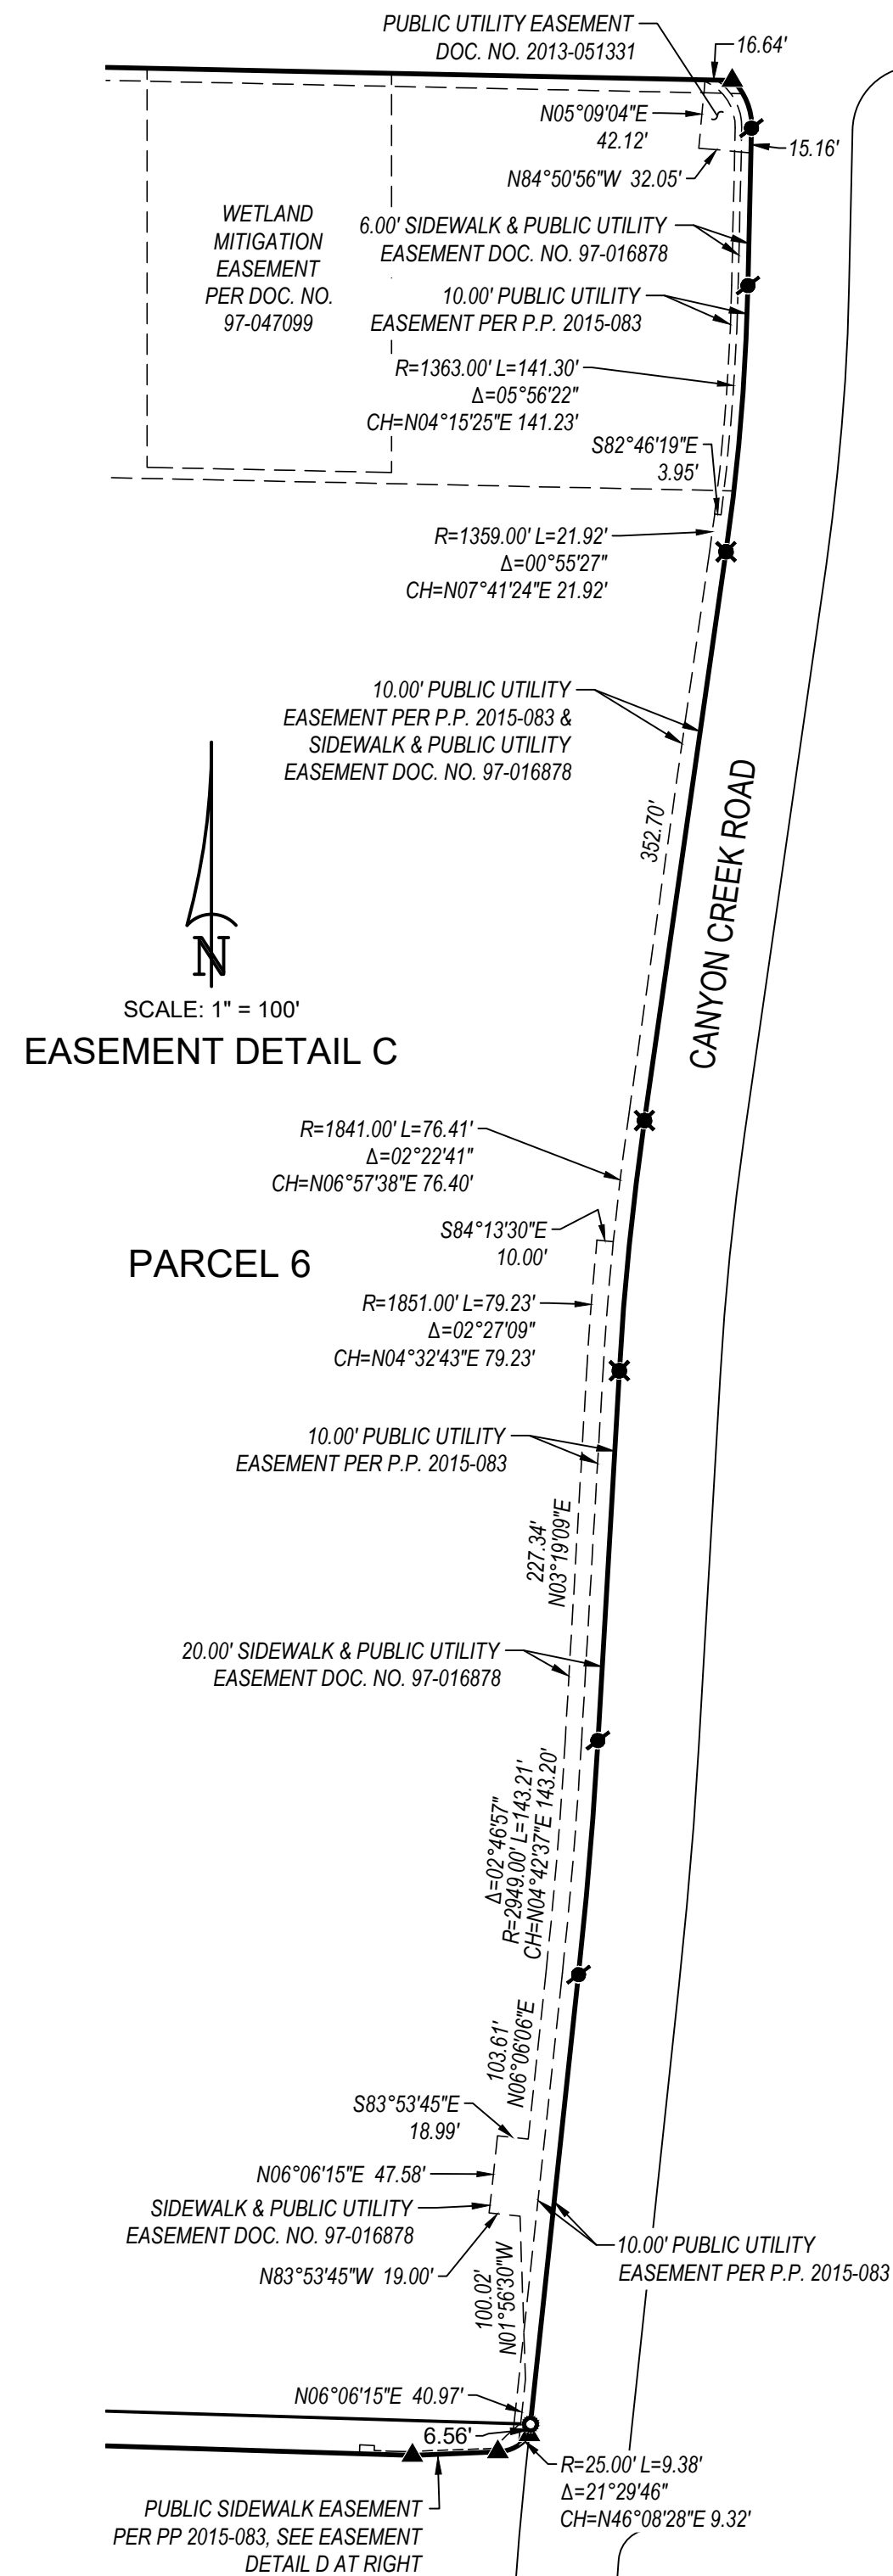 PUBLIC UTILITY EASEMENT
DOC. NO. 2013-051331
16.64'
N05°09'04"E
42.12'
15.16'
N84°50'56"W 32.05'
WETLAND
MITIGATION
EASEMENT
PER DOC. NO.
97-047099
6.00' SIDEWALK & PUBLIC UTILITY
EASEMENT DOC. NO. 97-016878
10.00' PUBLIC UTILITY
EASEMENT PER P.P. 2015-083
R=1363.00' L=141.30'
Δ=05°56'22"
CH=N04°15'25"E 141.23'
S82°46'19"E
3.95'
R=1359.00' L=21.92'
Δ=00°55'27"
CH=N07°41'24"E 21.92'
10.00' PUBLIC UTILITY
EASEMENT PER P.P. 2015-083 &
SIDEWALK & PUBLIC UTILITY
EASEMENT DOC. NO. 97-016878
352.70'
CANYON CREEK ROAD
N
SCALE: 1" = 100'
EASEMENT DETAIL C
R=1841.00' L=76.41'
Δ=02°22'41"
CH=N06°57'38"E 76.40'
S84°13'30"E
10.00'
PARCEL 6
R=1851.00' L=79.23'
Δ=02°27'09"
CH=N04°32'43"E 79.23'
10.00' PUBLIC UTILITY
EASEMENT PER P.P. 2015-083
227.34'
N03°19'09"E
20.00' SIDEWALK & PUBLIC UTILITY
EASEMENT DOC. NO. 97-016878
Δ=02°46'57"
R=2949.00' L=143.21'
CH=N04°42'37"E 143.20'
103.61'
N06°06'06"E
S83°53'45"E
18.99'
N06°06'15"E 47.58'
SIDEWALK & PUBLIC UTILITY
EASEMENT DOC. NO. 97-016878
10.00' PUBLIC UTILITY
EASEMENT PER P.P. 2015-083
N83°53'45"W 19.00'
100.02'
N01°56'30"W
N06°06'15"E 40.97'
6.56'
R=25.00' L=9.38'
Δ=21°29'46"
CH=N46°08'28"E 9.32'
PUBLIC SIDEWALK EASEMENT
PER PP 2015-083, SEE EASEMENT
DETAIL D AT RIGHT